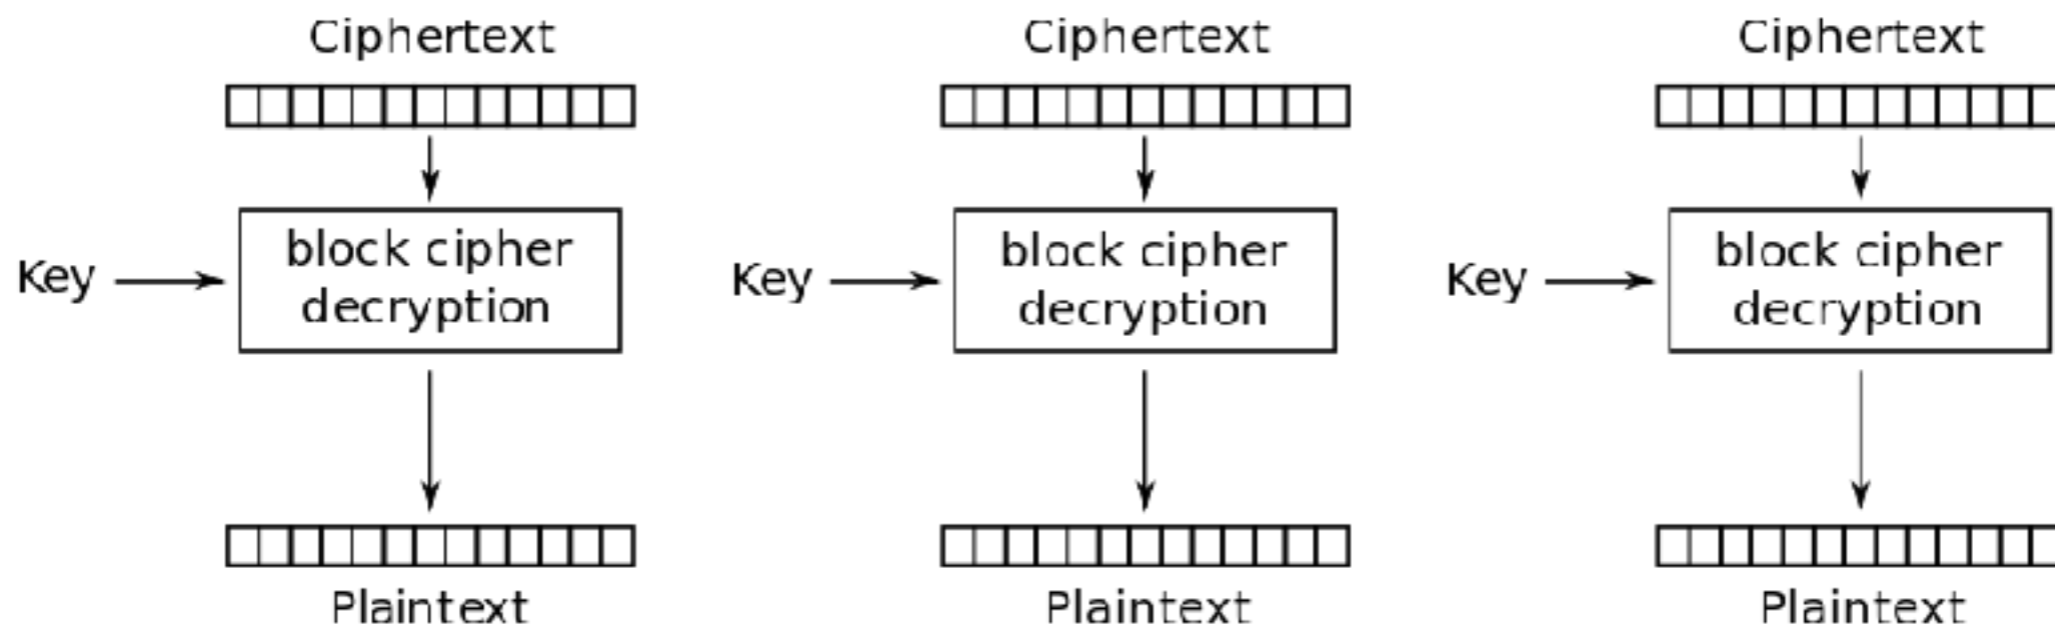 Ciphertext Ciphertext Ciphertext
block cipher block cipher block cipher
Key Key Key
decryption decryption decryption
Plaintext Plaintext Plaintext